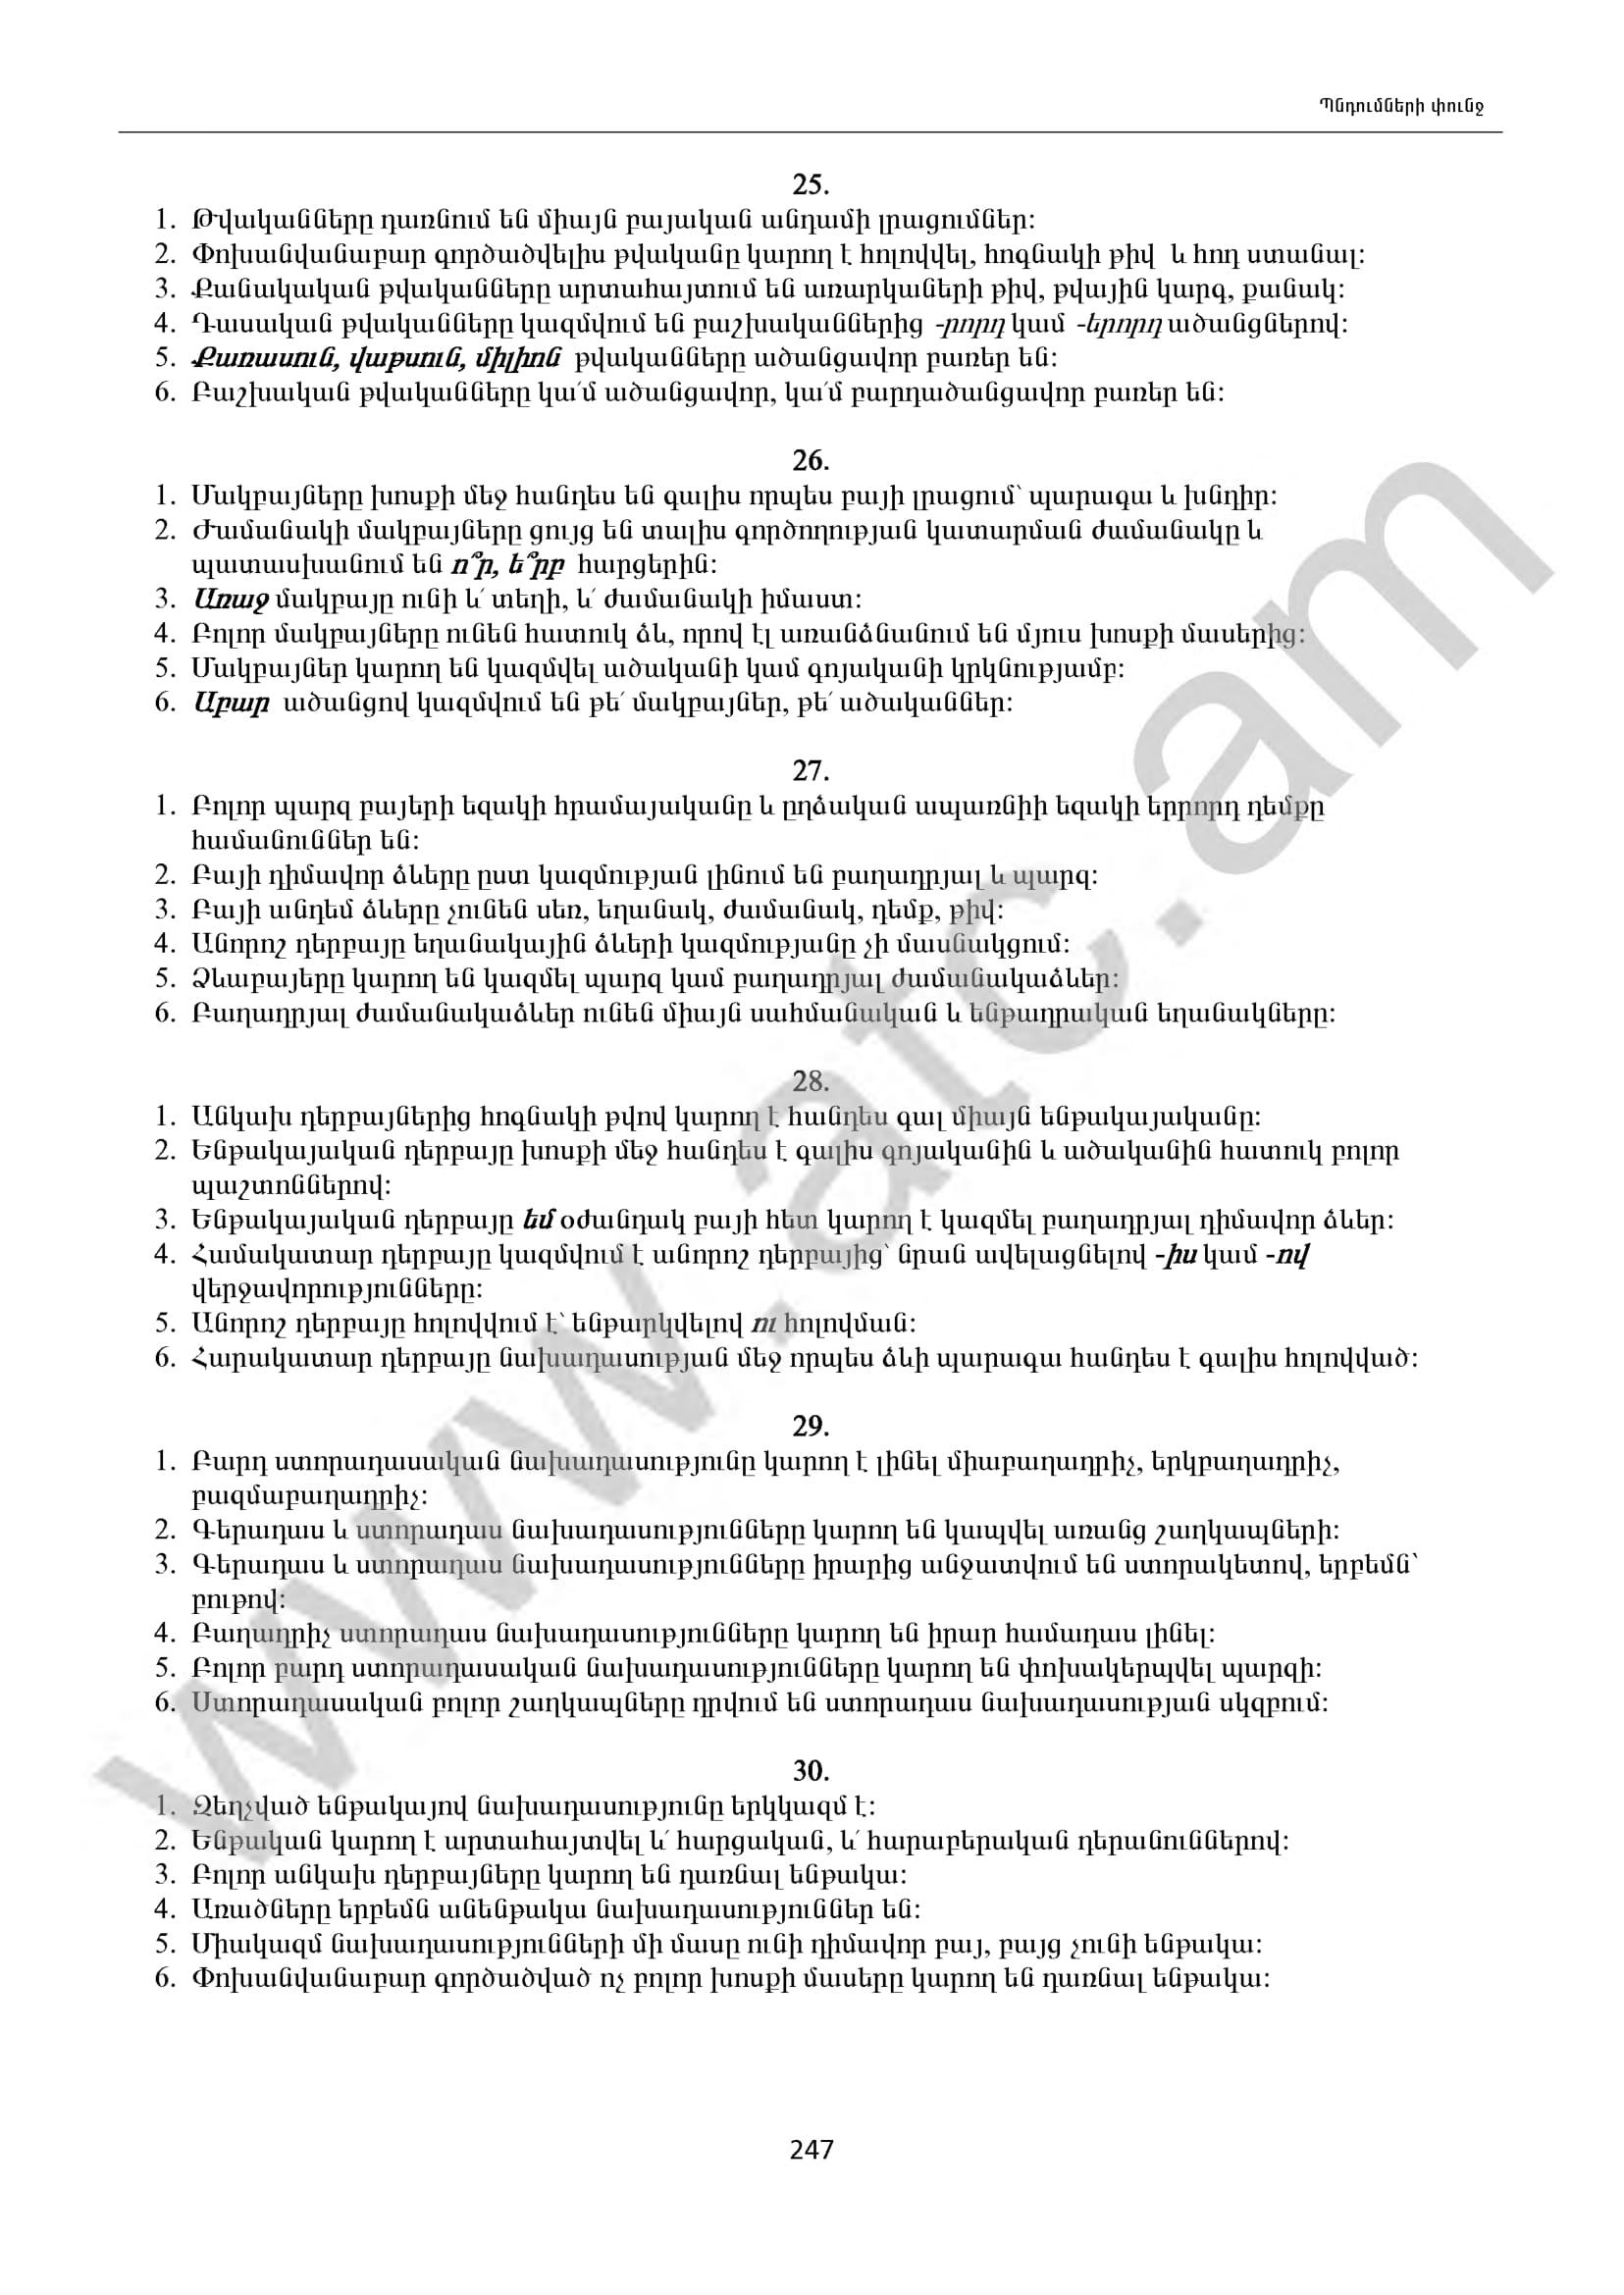 Պնդումների փունջ
25.
1. Թվականները դառնում են միայն բայական անդամի լրացումներ:
2. Փոխանվանաբար գործածվելիս թվականը կարող է հոլովվել, հոգնակի թիվ և հոդ ստանալ:
3. Քանակական թվականները արտահայտում են առարկաների թիվ, թվային կարգ, քանակ:
4. Դասական թվականները կազմվում են բաշխականներից -րորդ կամ -երորդ ածանցներով:
5. Քառասուն, վաթսուն, միլիոն թվականները ածանցավոր բառեր են:
6. Բաշխական թվականները կա՛մ ածանցավոր, կա՛մ բարդածանցավոր բառեր են:
26.
1. Մակբայները խոսքի մեջ հանդես են գալիս որպես բայի լրացում՝ պարագա և խնդիր:
2. Ժամանակի մակբայները ցույց են տալիս գործողության կատարման ժամանակը և
պատասխանում են ո՞ր, ե՞րբ հարցերին:
3. Առաջ մակբայը ունի և՛ տեղի, և՛ ժամանակի իմաստ:
4. Բոլոր մակբայները ունեն հատուկ ձև, որով էլ առանձնանում են մյուս խոսքի մասերից:
5. Մակբայներ կարող են կազմվել ածականի կամ գոյականի կրկնությամբ:
6. Աբար ածանցով կազմվում են թե՛ մակբայներ, թե՛ ածականներ:
27.
1. Բոլոր պարզ բայերի եզակի հրամայականը և ըղձական ապառնիի եզակի երրորդ դեմքը
համանուններ են:
2. Բայի դիմավոր ձևերը ըստ կազմության լինում են բաղադրյալ և պարզ:
3. Բայի անդեմ ձևերը չունեն սեռ, եղանակ, ժամանակ, դեմք, թիվ:
4. Անորոշ դերբայը եղանակային ձևերի կազմությանը չի մասնակցում:
5. Ձևաբայերը կարող են կազմել պարզ կամ բաղադրյալ ժամանակաձևեր:
6. Բաղադրյալ ժամանակաձևեր ունեն միայն սահմանական և ենթադրական եղանակները:
28.
1. Անկախ դերբայներից հոգնակի թվով կարող է հանդես գալ միայն ենթակայականը:
2. Ենթակայական դերբայը խոսքի մեջ հանդես է գալիս գոյականին և ածականին հատուկ բոլոր
պաշտոններով:
3. Ենթակայական դերբայը եմ օժանդակ բայի հետ կարող է կազմել բաղադրյալ դիմավոր ձևեր:
4. Համակատար դերբայը կազմվում է անորոշ դերբայից՝ նրան ավելացնելով -իս կամ -ով
վերջավորությունները:
5. Անորոշ դերբայը հոլովվում է՝ ենթարկվելով ու հոլովման:
6. Հարակատար դերբայը նախադասության մեջ որպես ձևի պարագա հանդես է գալիս հոլովված:
29.
1. Բարդ ստորադասական նախադասությունը կարող է լինել միաբաղադրիչ, երկբաղադրիչ,
բազմաբաղադրիչ:
2. Գերադաս և ստորադաս նախադասությունները կարող են կապվել առանց շաղկապների:
3. Գերադաս և ստորադաս նախադասությունները իրարից անջատվում են ստորակետով, երբեմն՝
բութով:
4. Բաղադրիչ ստորադաս նախադասությունները կարող են իրար համադաս լինել:
5. Բոլոր բարդ ստորադասական նախադասությունները կարող են փոխակերպվել պարզի:
6. Ստորադասական բոլոր շաղկապները դրվում են ստորադաս նախադասության սկզբում:
30.
1. Զեղչված ենթակայով նախադասությունը երկկազմ է:
2. Ենթական կարող է արտահայտվել և՛ հարցական, և՛ հարաբերական դերանուններով:
3. Բոլոր անկախ դերբայները կարող են դառնալ ենթակա:
4. Առածները երբեմն անենթակա նախադասություններ են:
5. Միակազմ նախադասությունների մի մասը ունի դիմավոր բայ, բայց չունի ենթակա:
6. Փոխանվանաբար գործածված ոչ բոլոր խոսքի մասերը կարող են դառնալ ենթակա:
247
www.atc.am